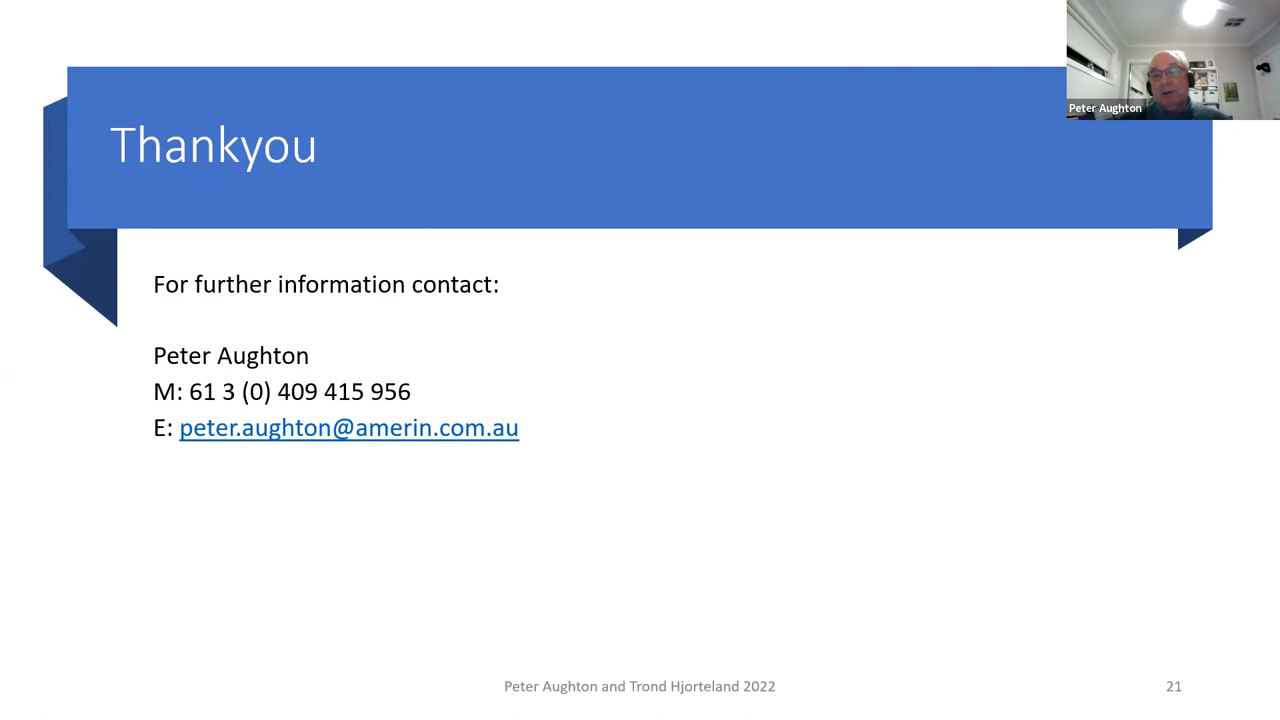 Thankyou
Peter Aughton
For further information contact:
Peter Aughton
M: 61 3 (0) 409 415 956
E: peter.aughton@amerin.com.au
Peter Aughton and Trond Hjorteland 2022
21